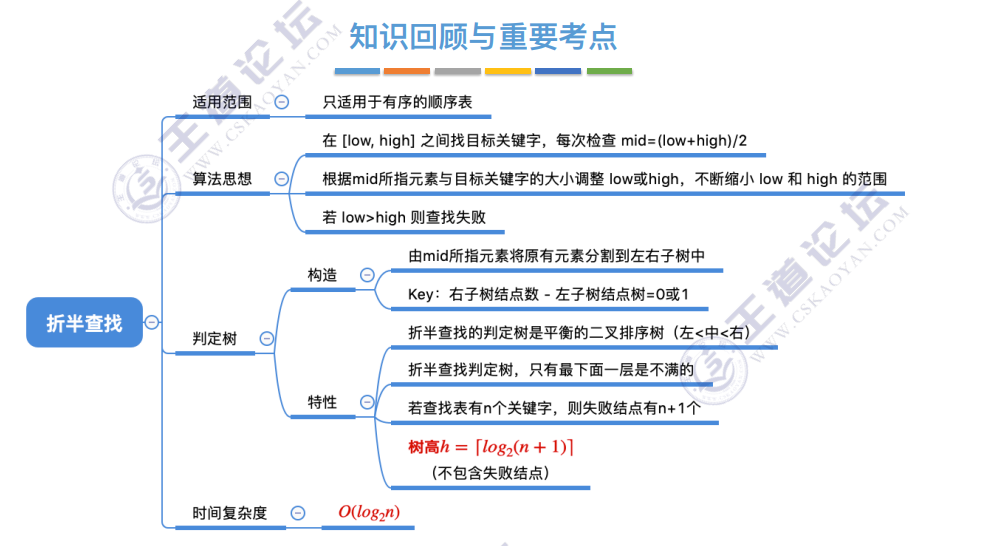 知识回顾与重要考点
适用范围
只适用于有序的顺序表
在 [low, high] 之间找目标关键字，每次检查 mid=(low+high)/2
算法思想
根据mid所指元素与目标关键字的大小调整 low或high，不断缩小 low 和 high 的范围
若 low>high 则查找失败
由mid所指元素将原有元素分割到左右子树中
构造
Key：右子树结点数 - 左子树结点树=0或1
折半查找
判定树
折半查找的判定树是平衡的二叉排序树（左<中<右）
折半查找判定树，只有最下面一层是不满的
特性
若查找表有n个关键字，则失败结点有n+1个
树高h = ⌈log₂(n + 1)⌉
（不包含失败结点）
时间复杂度
O(log₂n)
王道论坛
WWW.CSKAOYAN.COM
王道论坛
WWW.CSKAOYAN.COM